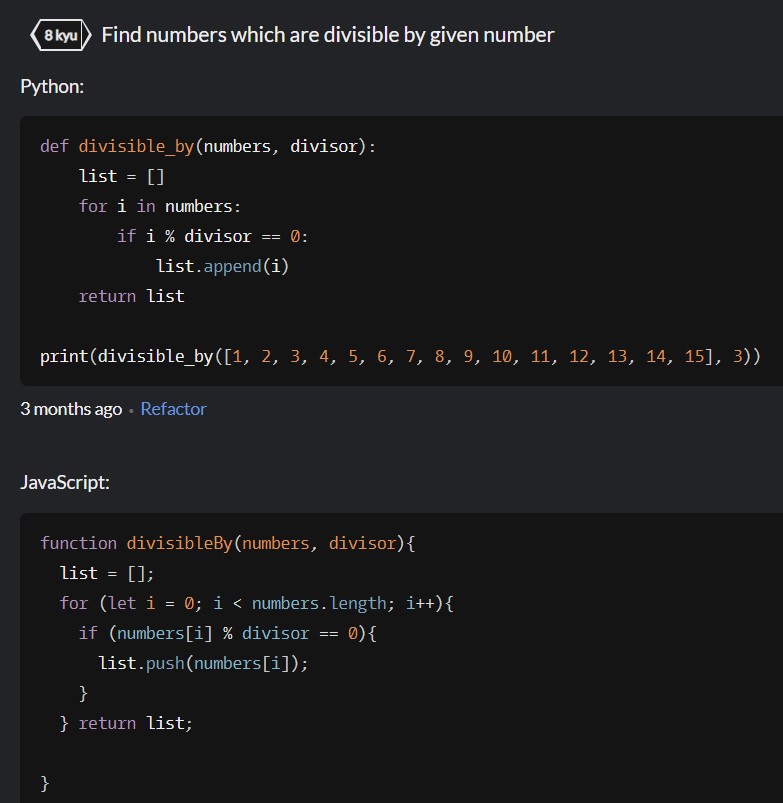 8 kyu Find numbers which are divisible by given number
Python:
def divisible_by(numbers, divisor):
    list = []
    for i in numbers:
        if i % divisor == 0:
            list.append(i)
    return list
print(divisible_by([1, 2, 3, 4, 5, 6, 7, 8, 9, 10, 11, 12, 13, 14, 15], 3))
3 months ago • Refactor
JavaScript:
function divisibleBy(numbers, divisor){
  list = [];
  for (let i = 0; i < numbers.length; i++){
    if (numbers[i] % divisor == 0){
      list.push(numbers[i]);
    }
  } return list;
}